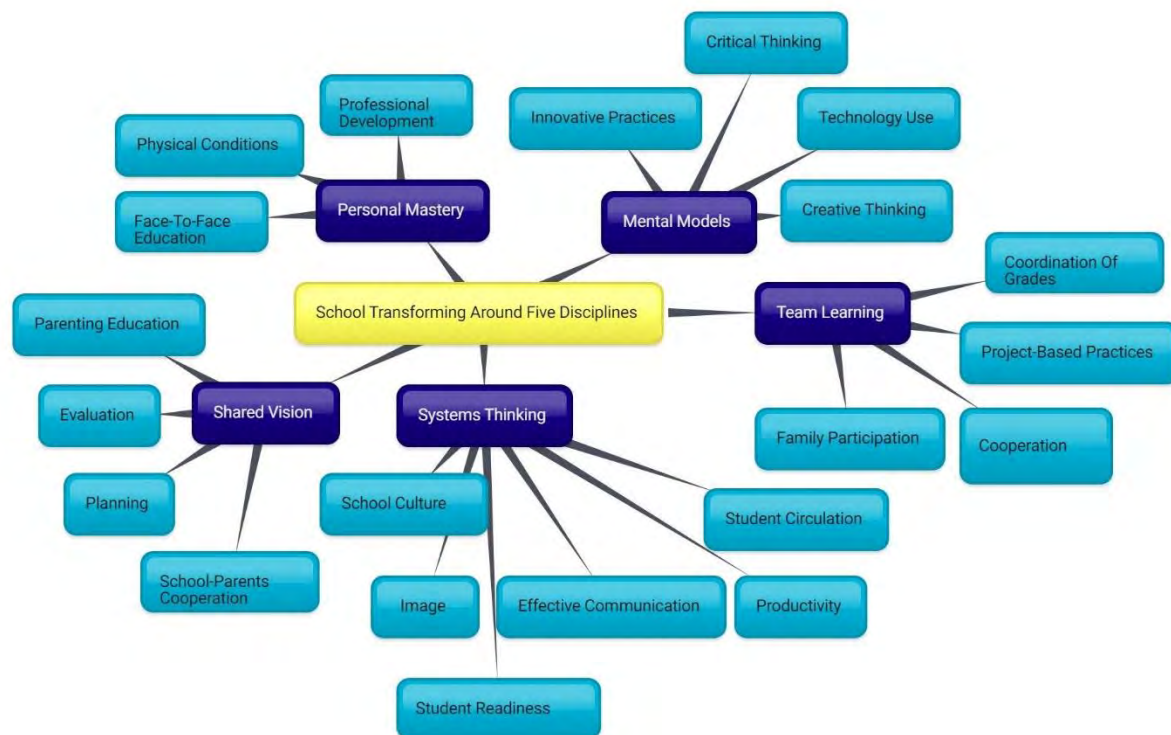 Critical Thinking
Professional
Development
Innovative Practices
Technology Use
Physical Conditions
Personal Mastery
Mental Models
Creative Thinking
Face-To-Face
Education
Coordination Of
Grades
School Transforming Around Five Disciplines
Team Learning
Parenting Education
Project-Based Practices
Shared Vision
Systems Thinking
Evaluation
Family Participation
Cooperation
Planning
School Culture
Student Circulation
School-Parents
Cooperation
Image
Effective Communication
Productivity
Student Readiness